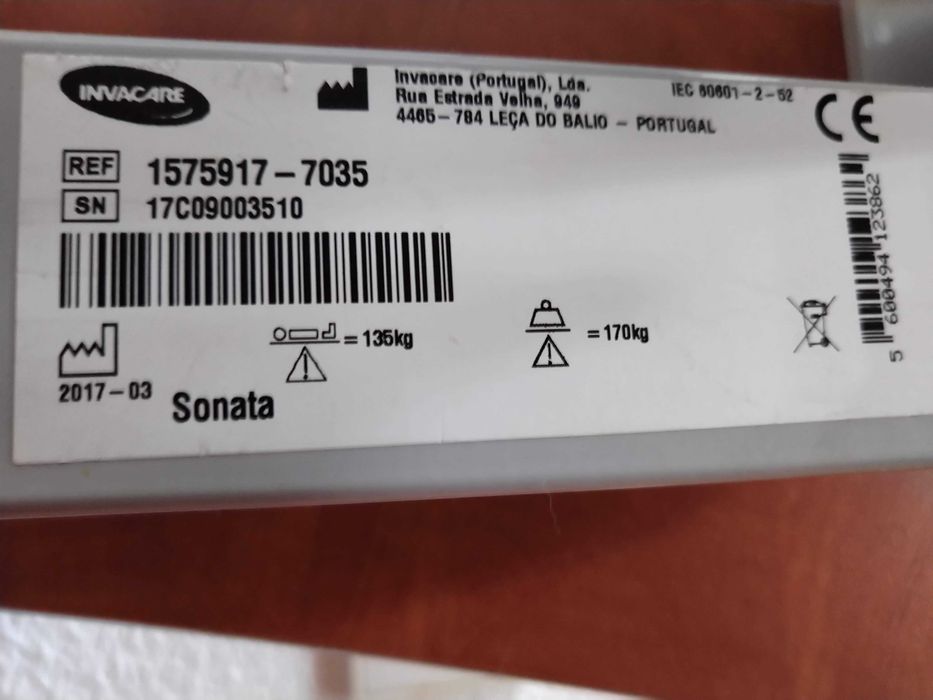 INVACARE
Invacare (Portugal), Lda.
Rua Estrada Velha, 949
4465-784 LEÇA DO BALIO - PORTUGAL
IEC 60601-2-52
CE
REF 1575917-7035
SN 17C09003510
2017-03
= 135kg
= 170kg
Sonata
5 600494 123862